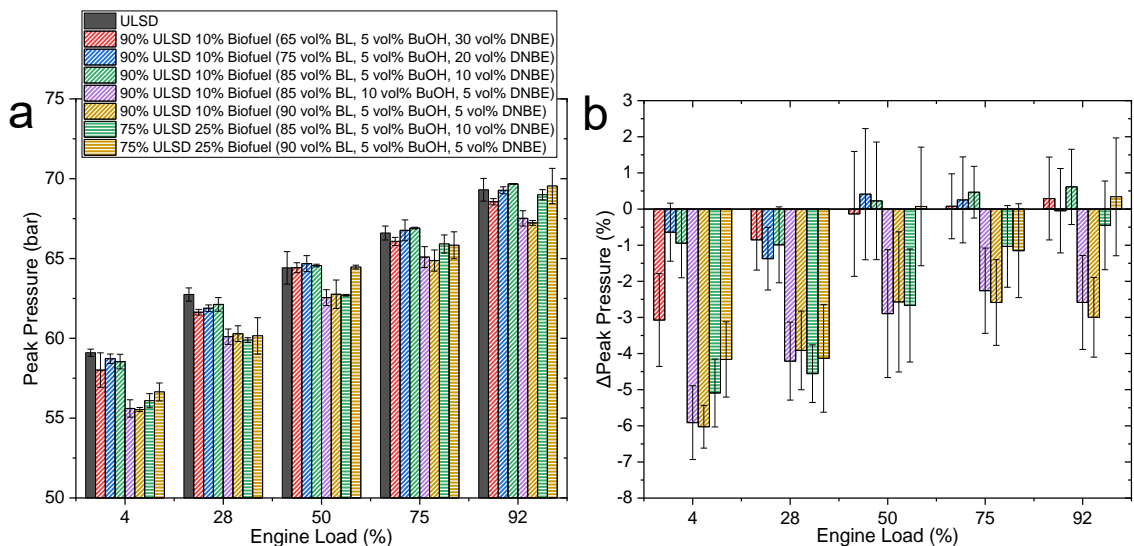 a
ULSD
90% ULSD 10% Biofuel (65 vol% BL, 5 vol% BuOH, 30 vol% DNBE)
90% ULSD 10% Biofuel (75 vol% BL, 5 vol% BuOH, 20 vol% DNBE)
90% ULSD 10% Biofuel (85 vol% BL, 5 vol% BuOH, 10 vol% DNBE)
90% ULSD 10% Biofuel (85 vol% BL, 10 vol% BuOH, 5 vol% DNBE)
90% ULSD 10% Biofuel (90 vol% BL, 5 vol% BuOH, 5 vol% DNBE)
75% ULSD 25% Biofuel (85 vol% BL, 5 vol% BuOH, 10 vol% DNBE)
75% ULSD 25% Biofuel (90 vol% BL, 5 vol% BuOH, 5 vol% DNBE)
Peak Pressure (bar)
75
70
65
60
55
50
4 28 50 75 92
Engine Load (%)
b
ΔPeak Pressure (%)
3
2
1
0
-1
-2
-3
-4
-5
-6
-7
-8
4 28 50 75 92
Engine Load (%)